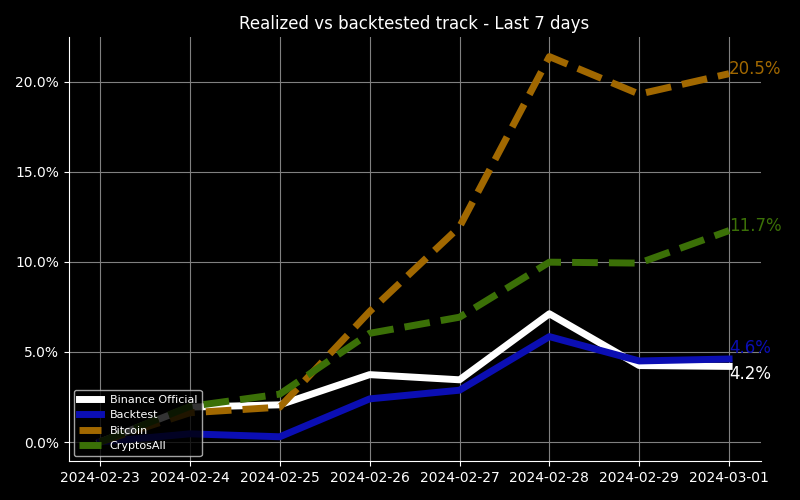 Realized vs backtested track - Last 7 days
20.0%
15.0%
10.0%
5.0%
0.0%
20.5%
11.7%
4.6%
4.2%
Binance Official
Backtest
Bitcoin
CryptosAll
2024-02-23 2024-02-24 2024-02-25 2024-02-26 2024-02-27 2024-02-28 2024-02-29 2024-03-01